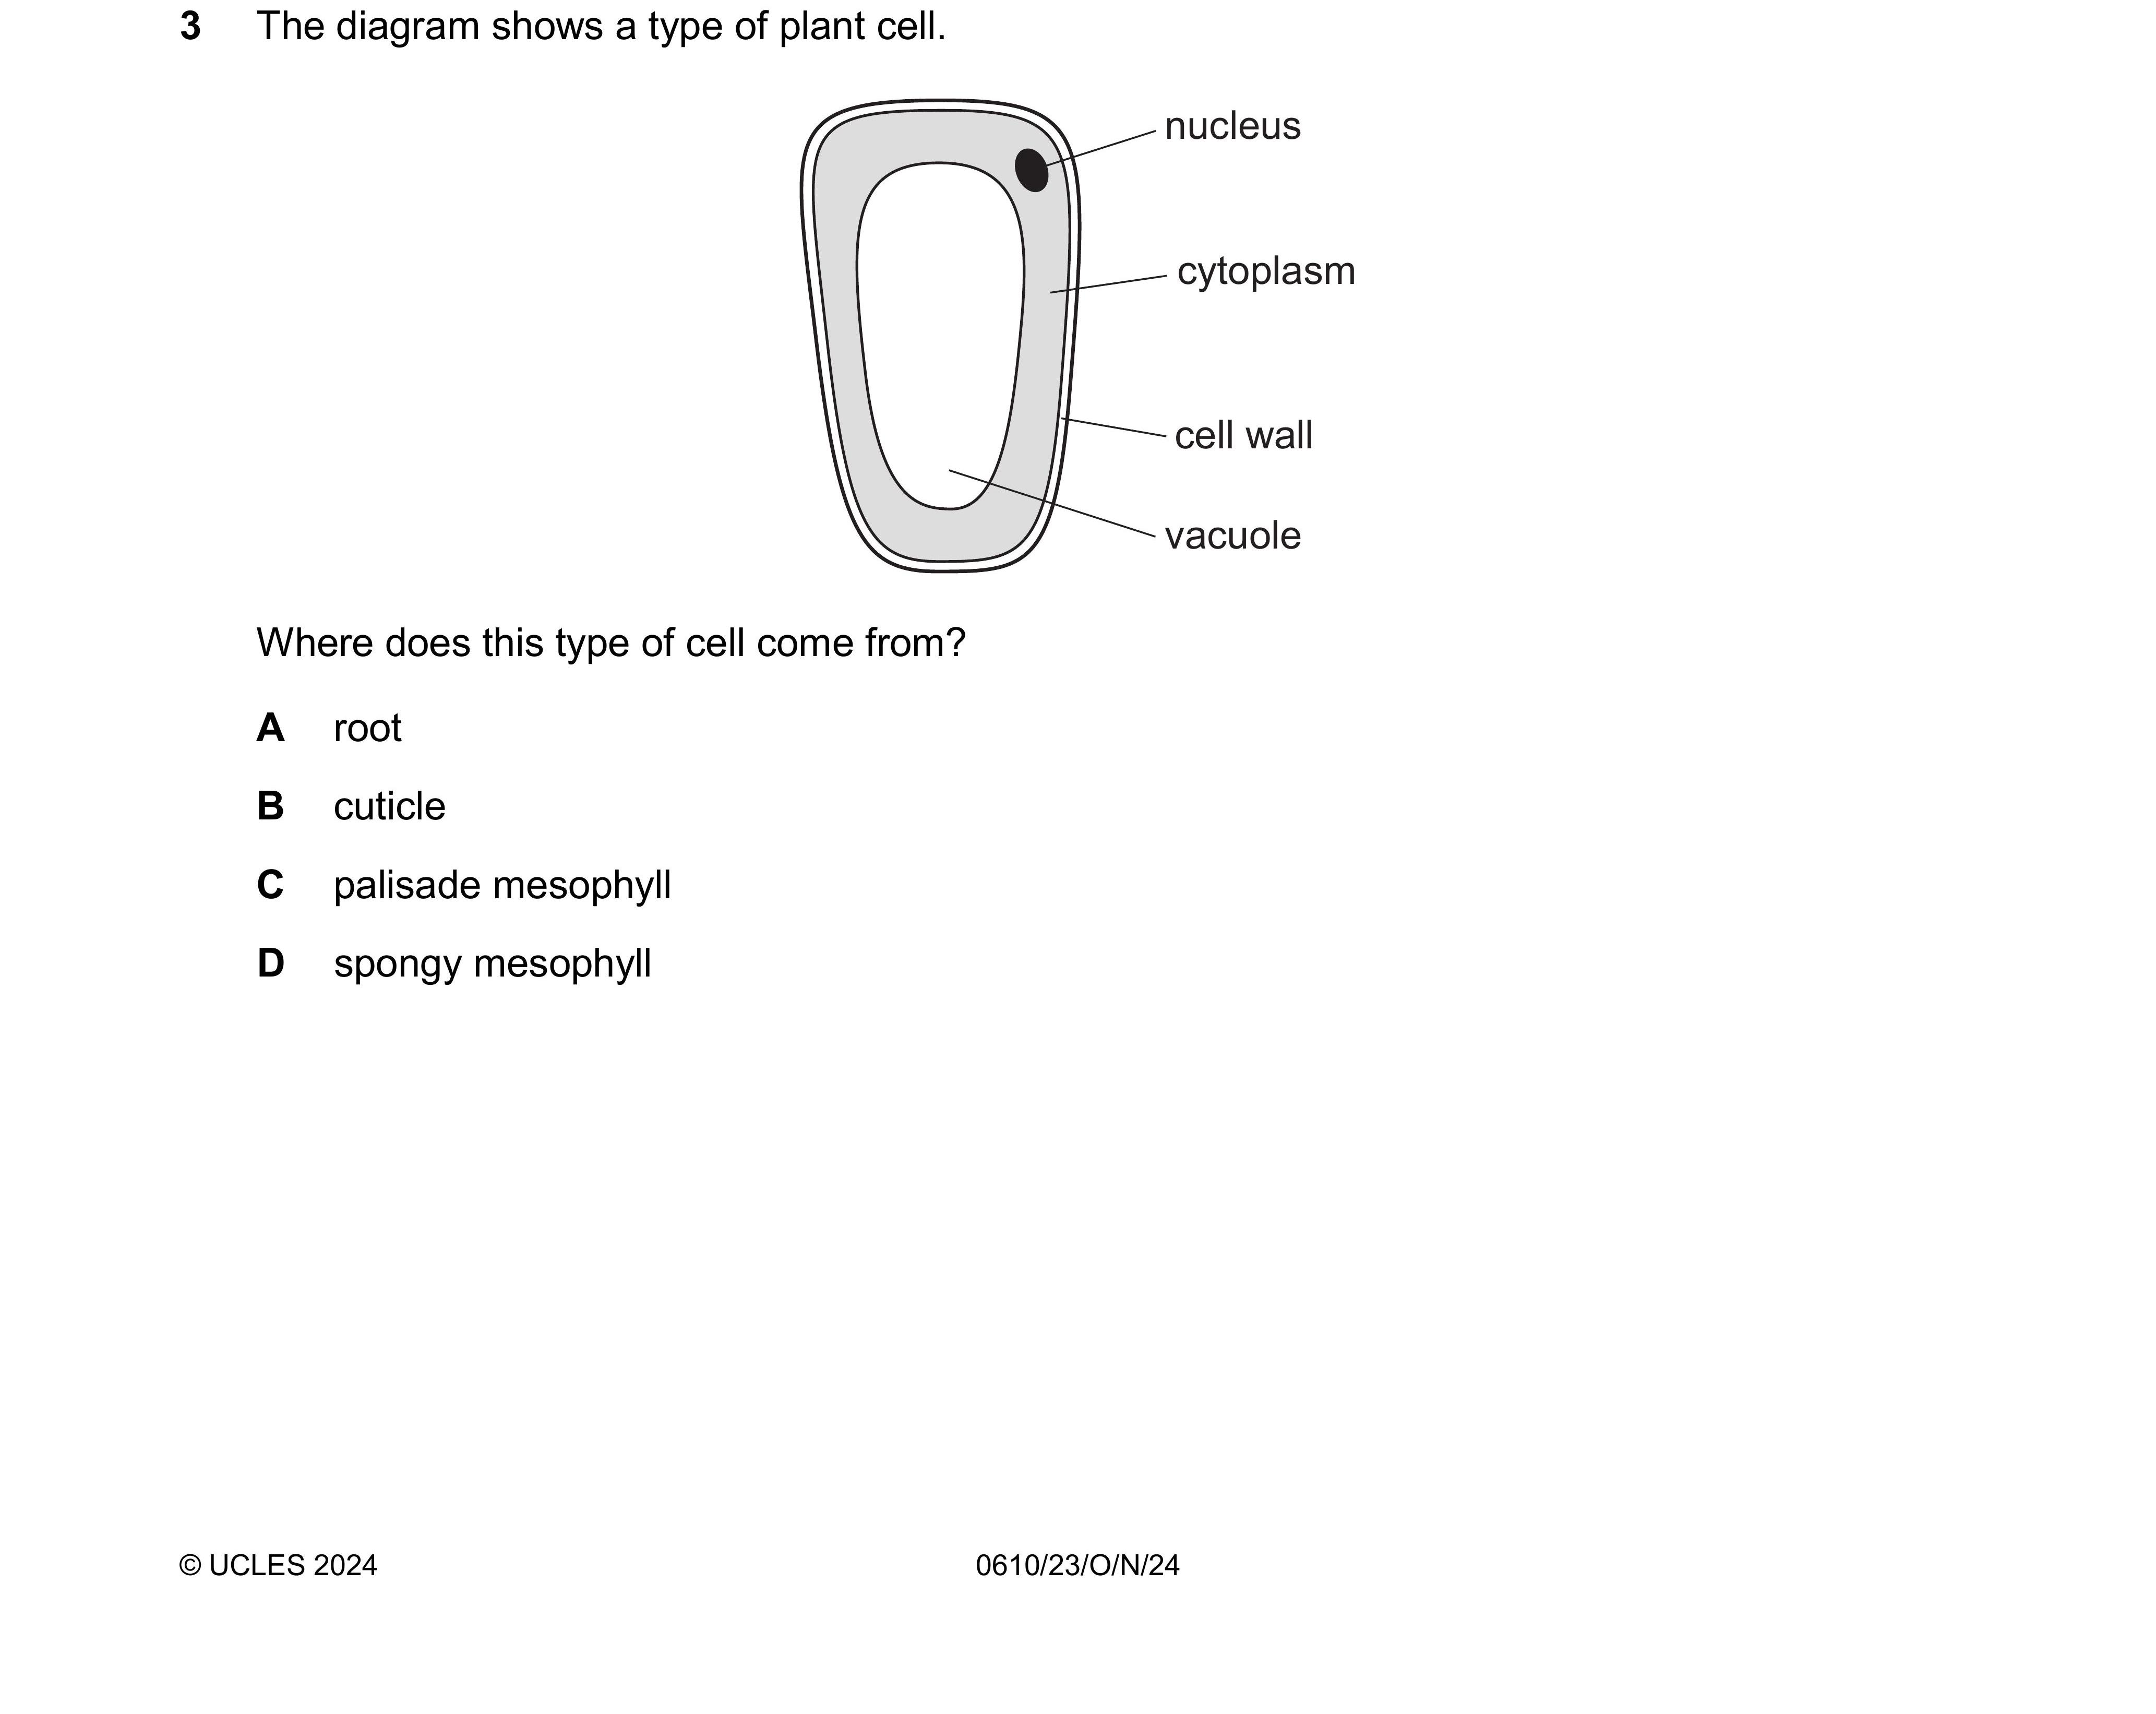 3 The diagram shows a type of plant cell.
nucleus
cytoplasm
cell wall
vacuole
Where does this type of cell come from?
A root
B cuticle
C palisade mesophyll
D spongy mesophyll
© UCLES 2024 0610/23/O/N/24